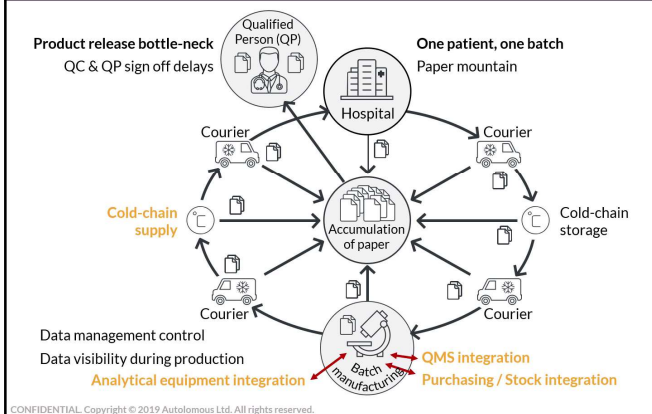 Qualified
Person (QP)
Product release bottle-neck
QC & QP sign off delays
One patient, one batch
Paper mountain
Hospital
Courier
Courier
Cold-chain
supply
°C
Accumulation
of paper
°C
Cold-chain
storage
Courier
Courier
Data management control
Data visibility during production
Analytical equipment integration
Batch
manufacturing
QMS integration
Purchasing / Stock integration
CONFIDENTIAL. Copyright © 2019 Autolomous Ltd. All rights reserved.